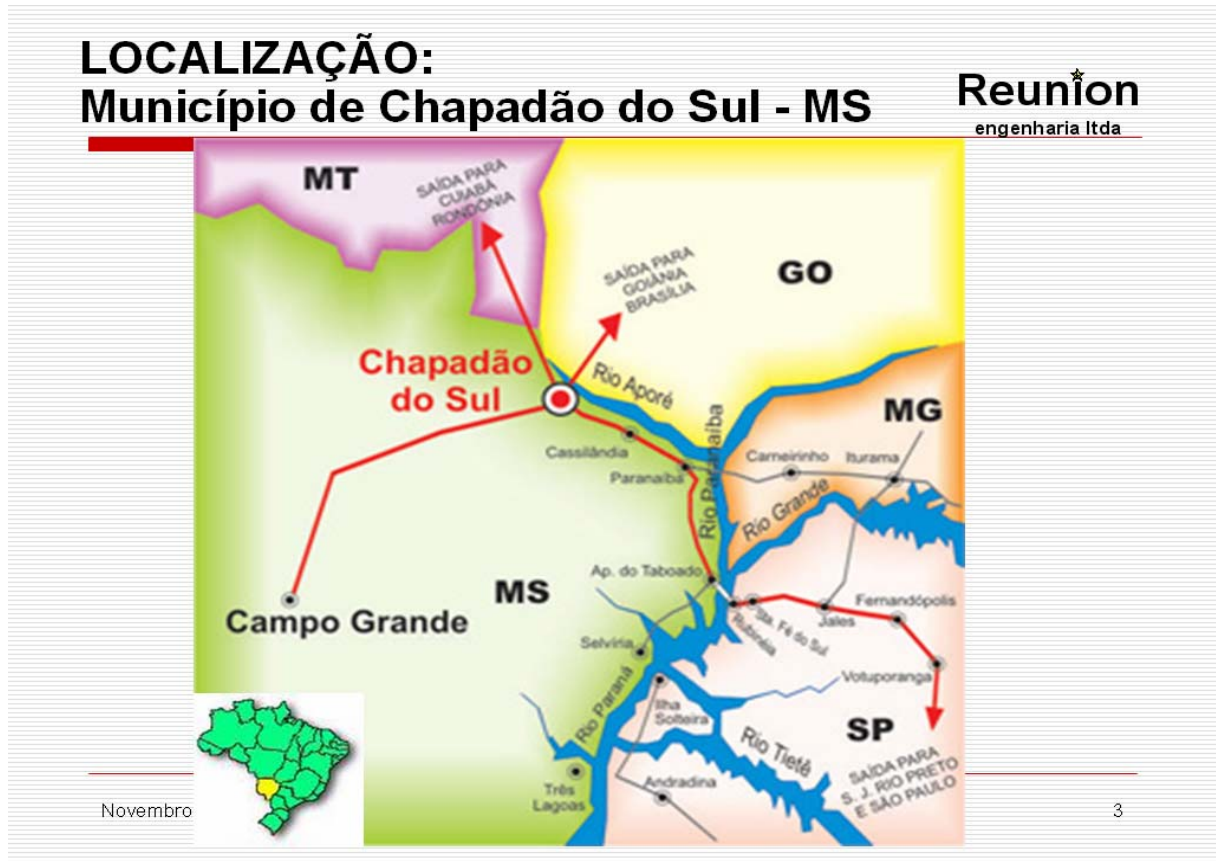 LOCALIZAÇÃO:
Município de Chapadão do Sul - MS
Reunion
engenharia ltda
MT
SAÍDA PARA
CUIABÁ
RONDÔNIA
SAÍDA PARA
GOIÂNIA
BRASÍLIA
GO
Chapadão
do Sul
Rio Aporé
MG
Cassilândia
Paranaíba
Rio Paranaíba
Carneirinho
Iturama
Rio Grande
Ap. do Taboado
MS
Campo Grande
Selvíria
Rubinéia
Sta. Fé do Sul
Jales
Fernandópolis
Votuporanga
Rio Paraná
Ilha
Solteira
SP
Rio Tietê
SAÍDA PARA
S. J. RIO PRETO
E SÃO PAULO
Três
Lagoas
Andradina
Novembro
3